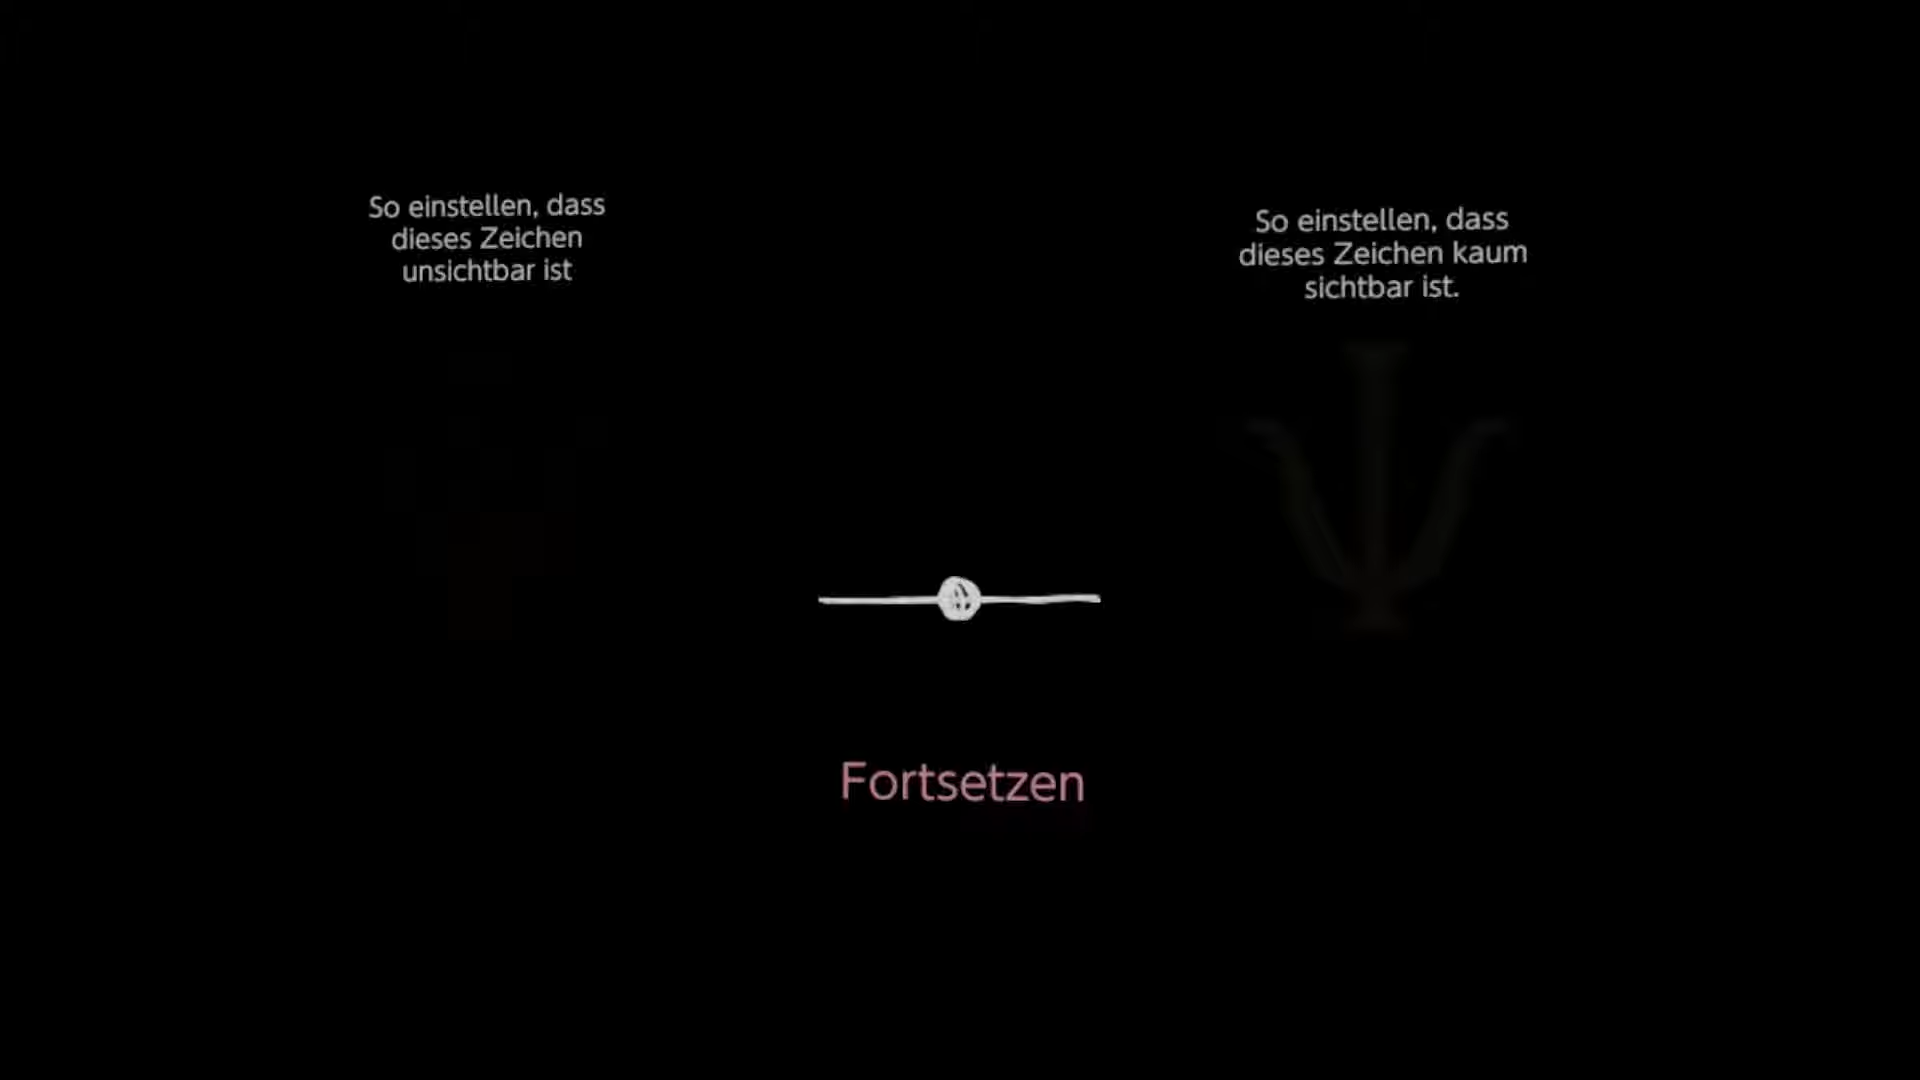 So einstellen, dass
dieses Zeichen
unsichtbar ist
So einstellen, dass
dieses Zeichen kaum
sichtbar ist.
Fortsetzen